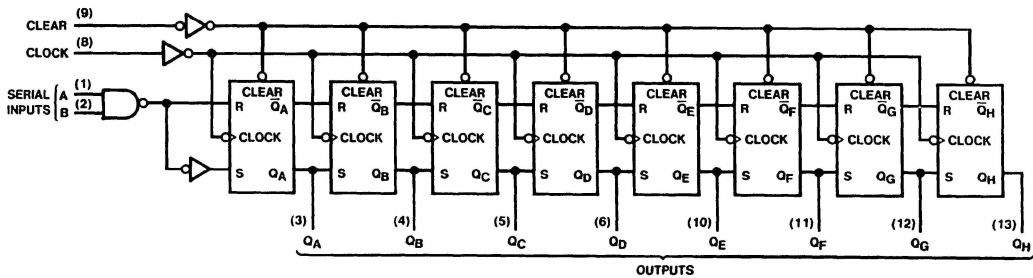 CLEAR (9)
CLOCK (8)
SERIAL INPUTS { A (1)
B (2)
CLEAR CLEAR CLEAR CLEAR CLEAR CLEAR CLEAR CLEAR
R Q̅A R Q̅B R Q̅C R Q̅D R Q̅E R Q̅F R Q̅G R Q̅H
CLOCK CLOCK CLOCK CLOCK CLOCK CLOCK CLOCK CLOCK
S QA S QB S QC S QD S QE S QF S QG S QH
(3) (4) (5) (6) (10) (11) (12) (13)
QA QB QC QD QE QF QG QH
OUTPUTS